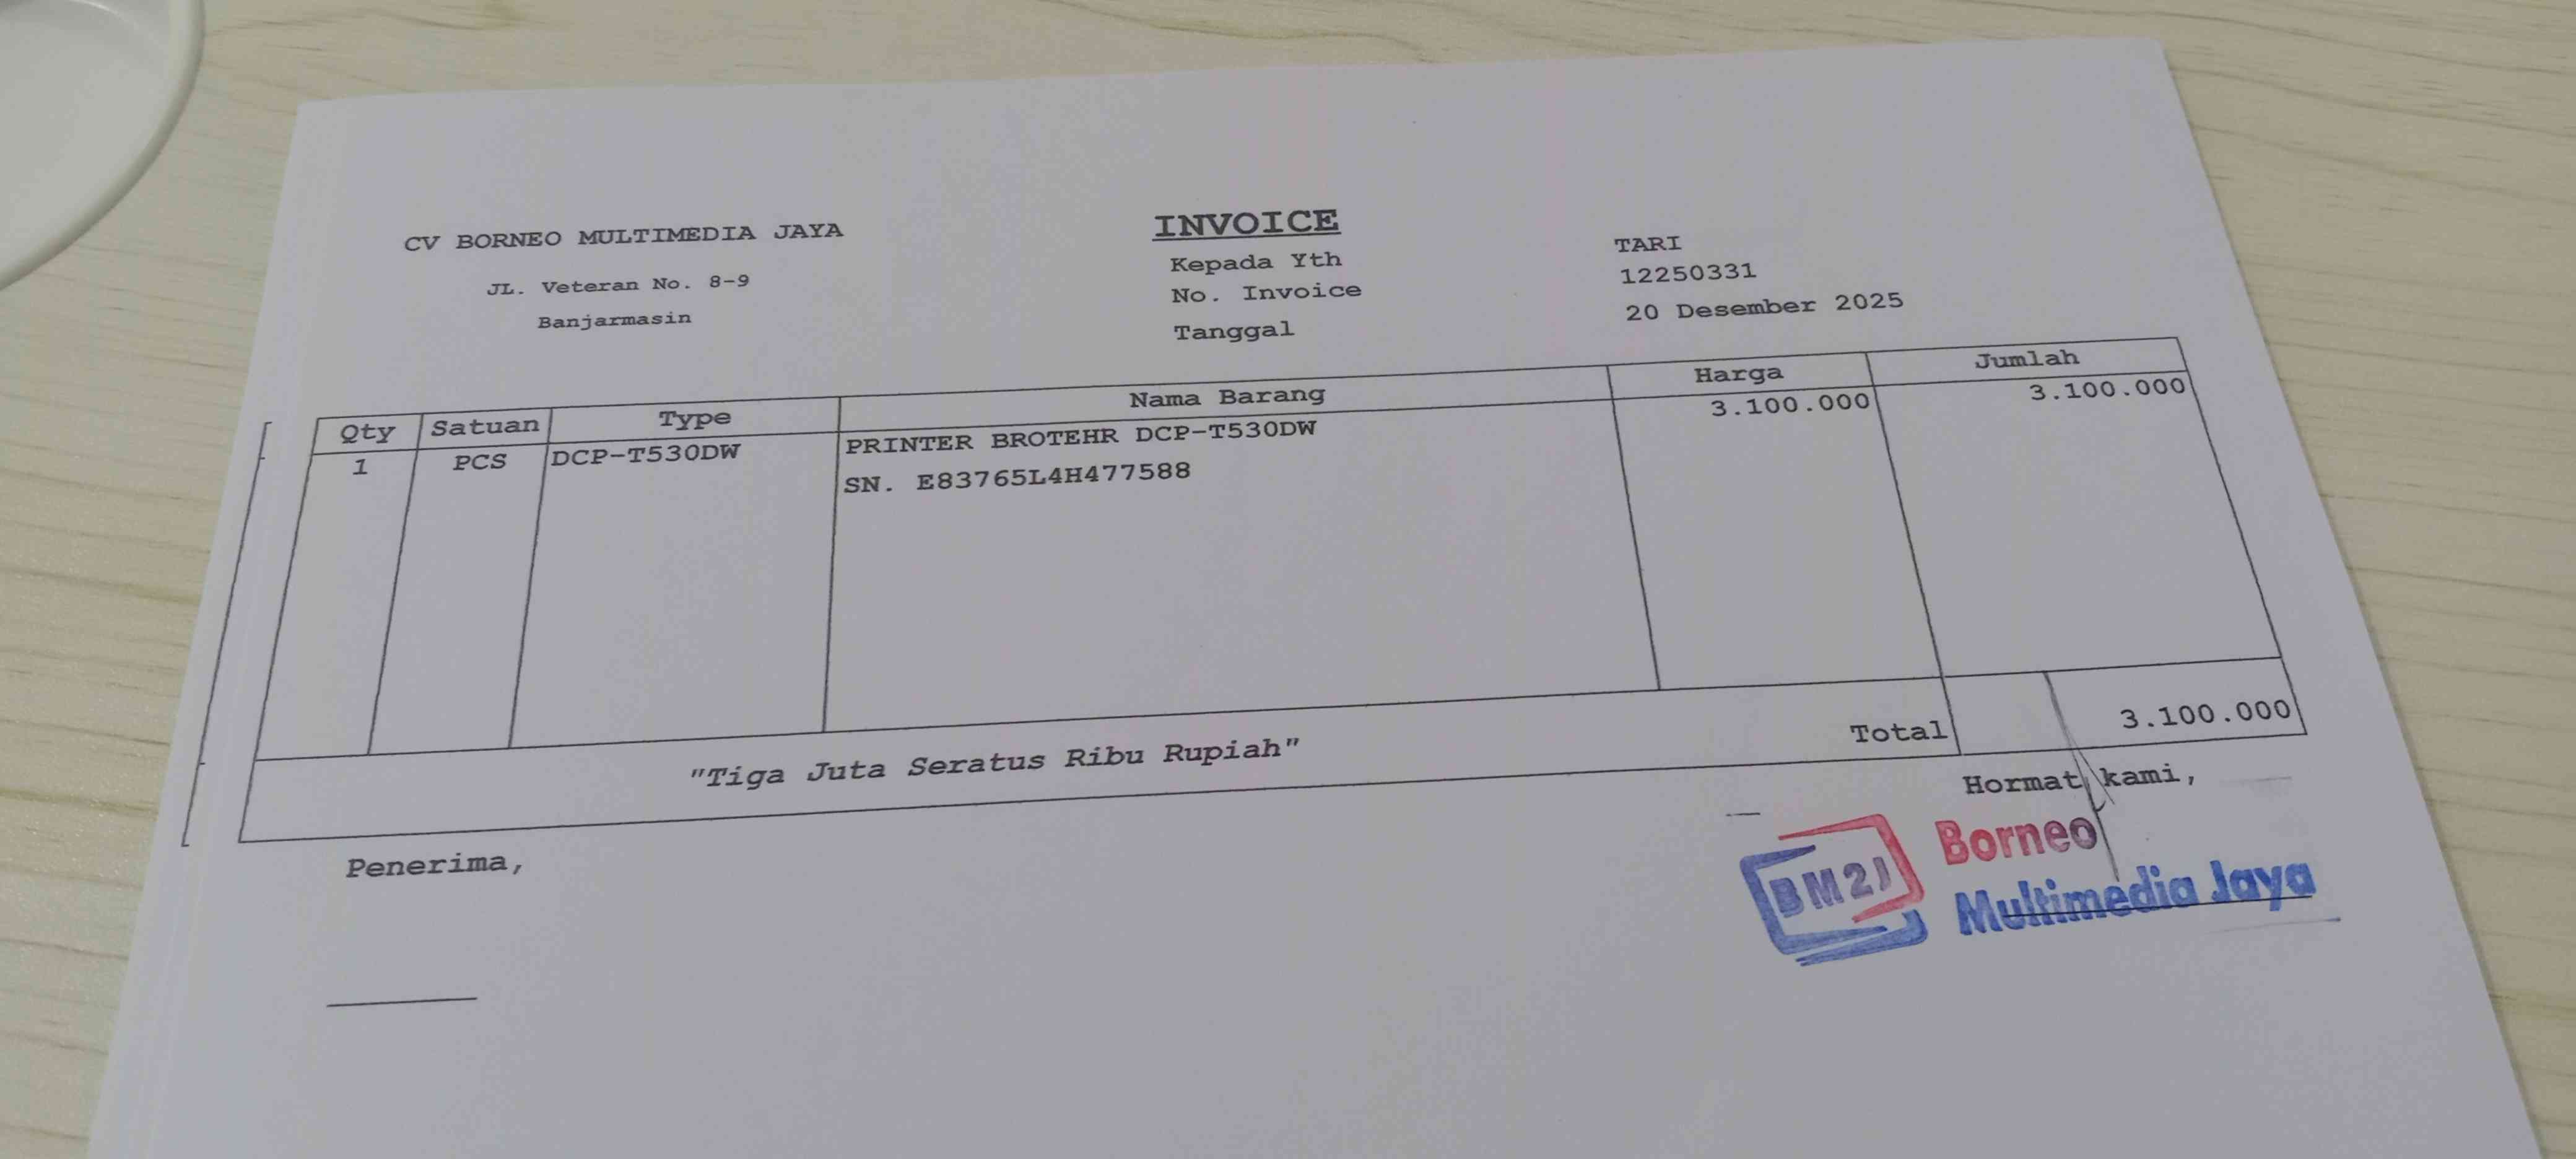 CV BORNEO MULTIMEDIA JAYA
JL. Veteran No. 8-9
Banjarmasin
INVOICE
Kepada Yth TARI
No. Invoice 12250331
Tanggal 20 Desember 2025
Qty Satuan Type Nama Barang Harga Jumlah
1 PCS DCP-T530DW PRINTER BROTEHR DCP-T530DW 3.100.000 3.100.000
SN. E83765L4H477588
"Tiga Juta Seratus Ribu Rupiah" Total 3.100.000
Penerima, Hormat kami,
BM2J Borneo
Multimedia Jaya